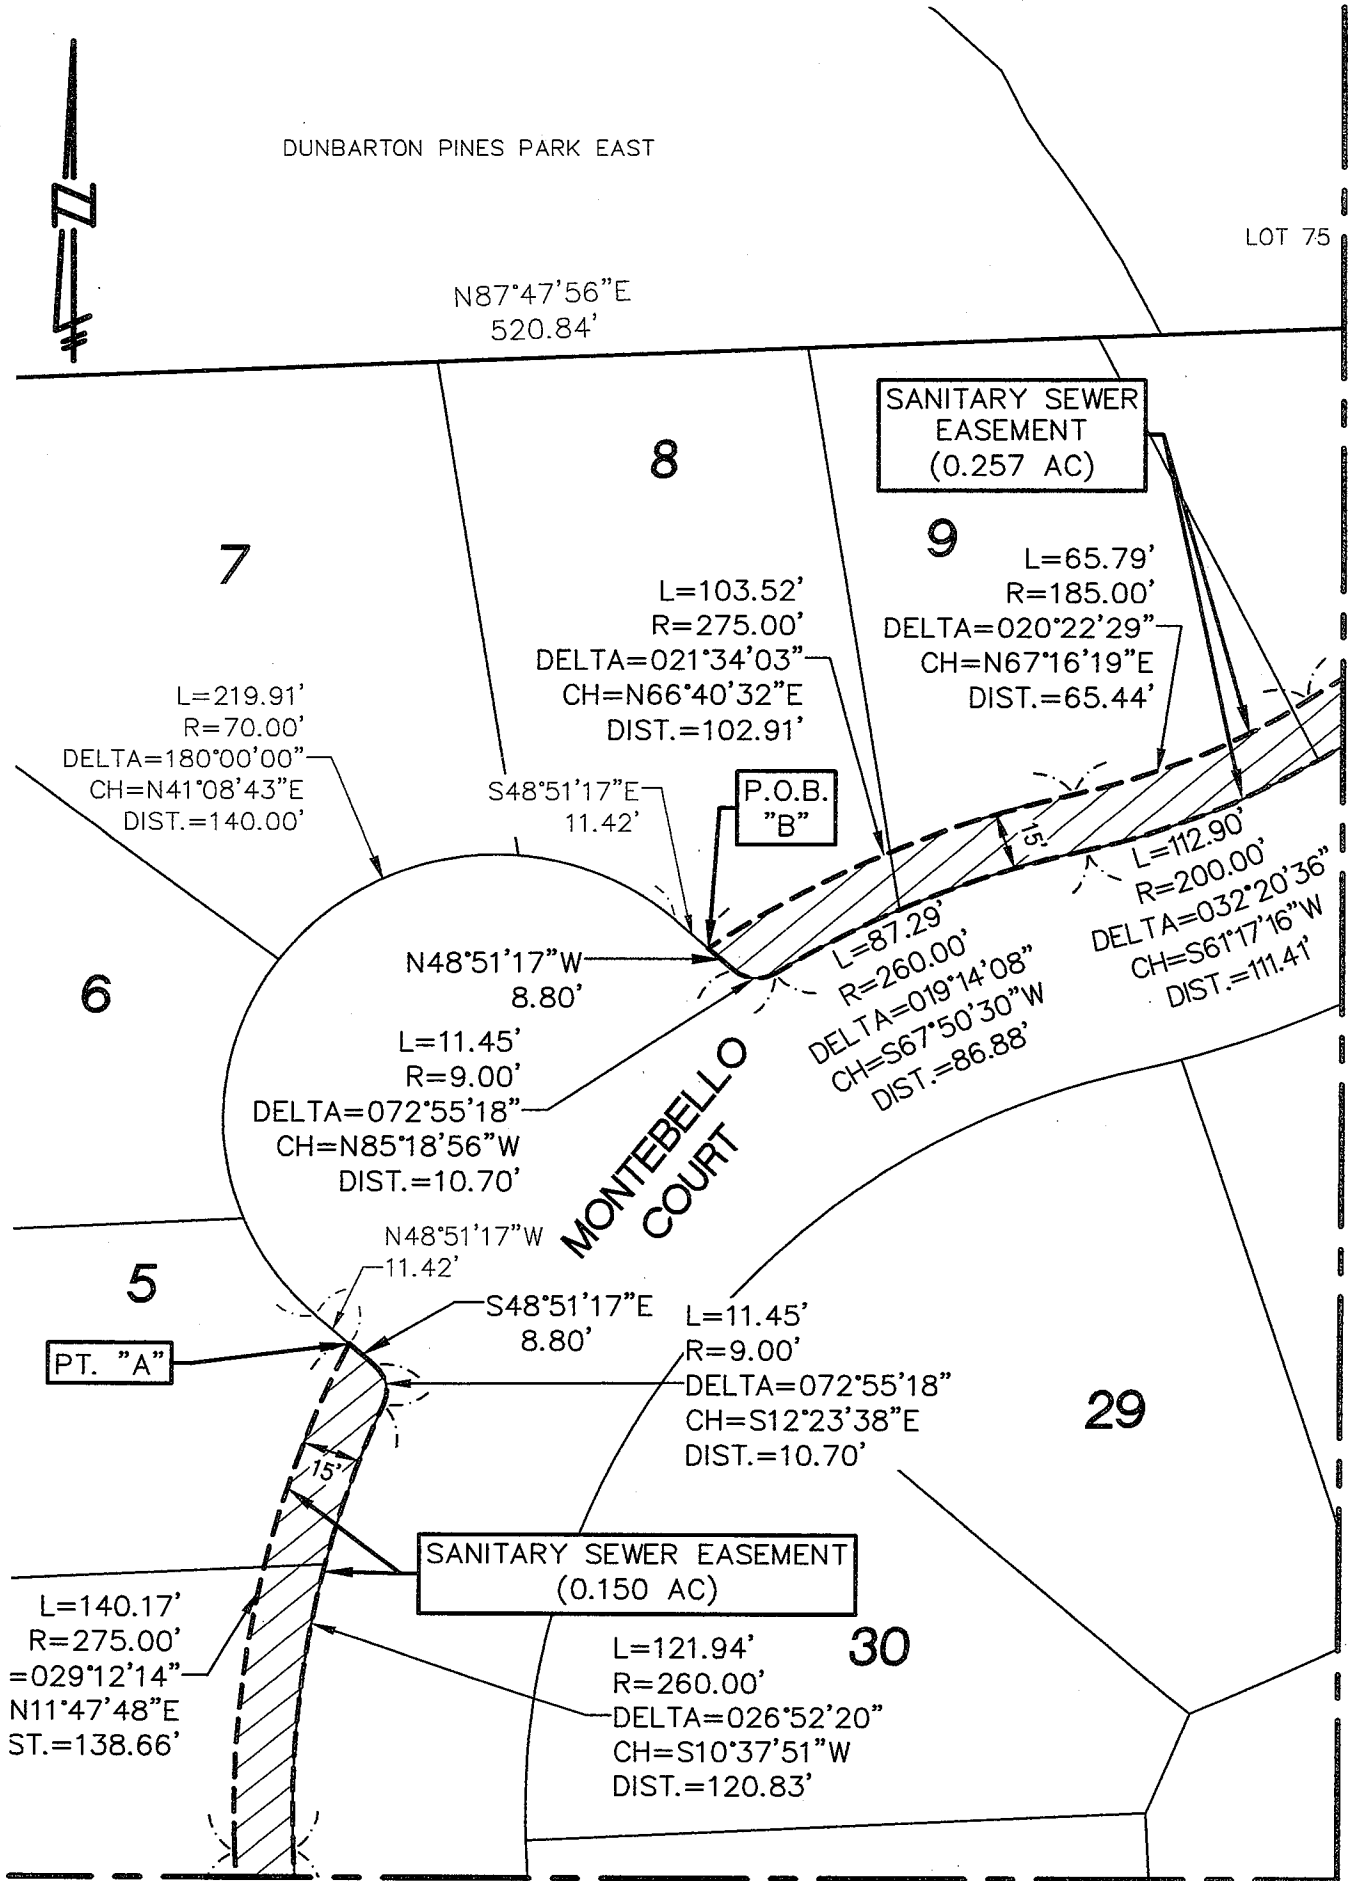 DUNBARTON PINES PARK EAST
N
LOT 75
N87°47'56"E
520.84'
SANITARY SEWER
EASEMENT
(0.257 AC)
8
9
7
L=65.79'
R=185.00'
DELTA=020°22'29"
CH=N67°16'19"E
DIST.=65.44'
L=103.52'
R=275.00'
DELTA=021°34'03"
CH=N66°40'32"E
DIST.=102.91'
L=219.91'
R=70.00'
DELTA=180°00'00"
CH=N41°08'43"E
DIST.=140.00'
S48°51'17"E
11.42'
P.O.B.
"B"
15'
L=112.90'
R=200.00'
DELTA=032°20'36"
CH=S61°17'16"W
DIST.=111.41'
L=87.29'
R=260.00'
DELTA=019°14'08"
CH=S67°50'30"W
DIST.=86.88'
N48°51'17"W
8.80'
6
L=11.45'
R=9.00'
DELTA=072°55'18"
CH=N85°18'56"W
DIST.=10.70'
MONTEBELLO
COURT
N48°51'17"W
11.42'
5
S48°51'17"E
8.80'
PT. "A"
L=11.45'
R=9.00'
DELTA=072°55'18"
CH=S12°23'38"E
DIST.=10.70'
29
15'
SANITARY SEWER EASEMENT
(0.150 AC)
L=140.17'
R=275.00'
=029°12'14"
N11°47'48"E
ST.=138.66'
30
L=121.94'
R=260.00'
DELTA=026°52'20"
CH=S10°37'51"W
DIST.=120.83'